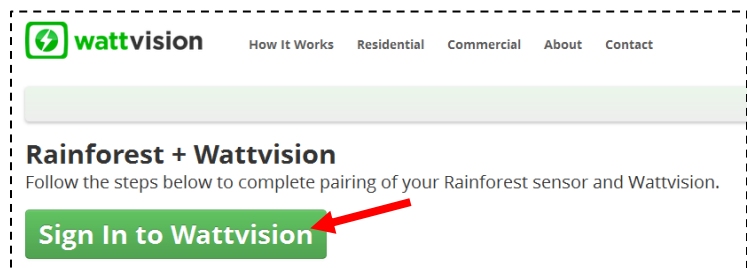 wattvision How It Works Residential Commercial About Contact
Rainforest + Wattvision
Follow the steps below to complete pairing of your Rainforest sensor and Wattvision.
Sign In to Wattvision